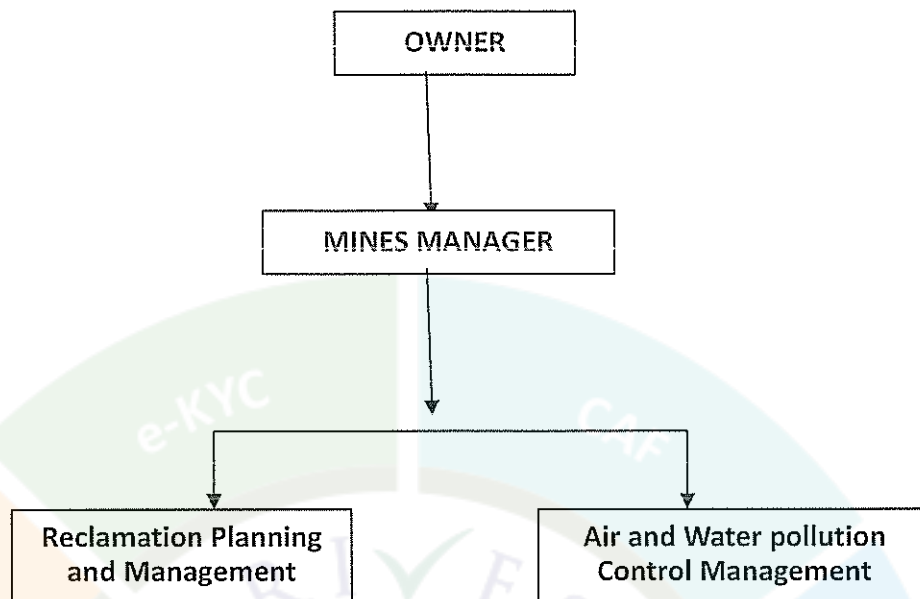 OWNER
MINES MANAGER
e-KYC
CAF
Reclamation Planning
and Management
Air and Water pollution
Control Management